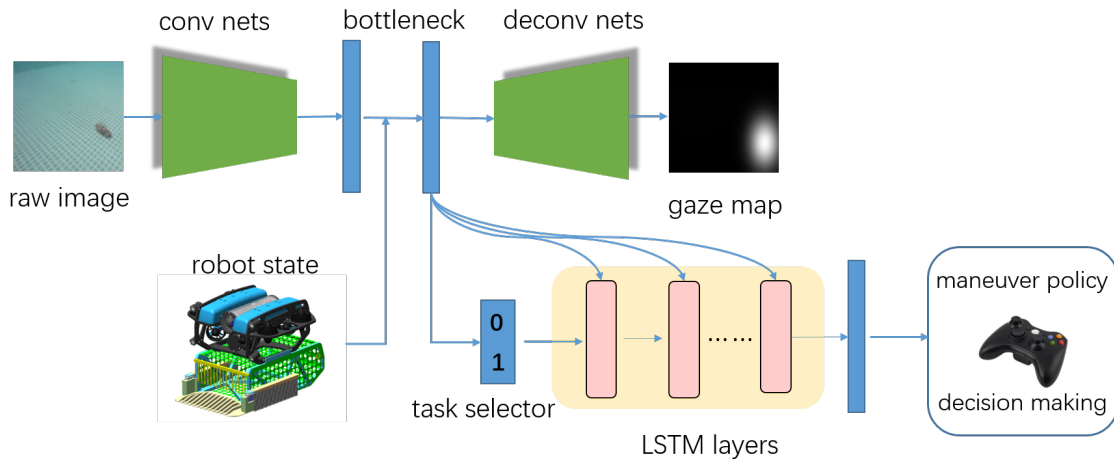 conv nets
bottleneck
deconv nets
raw image
gaze map
robot state
0
1
task selector
…
…
LSTM layers
maneuver policy
decision making